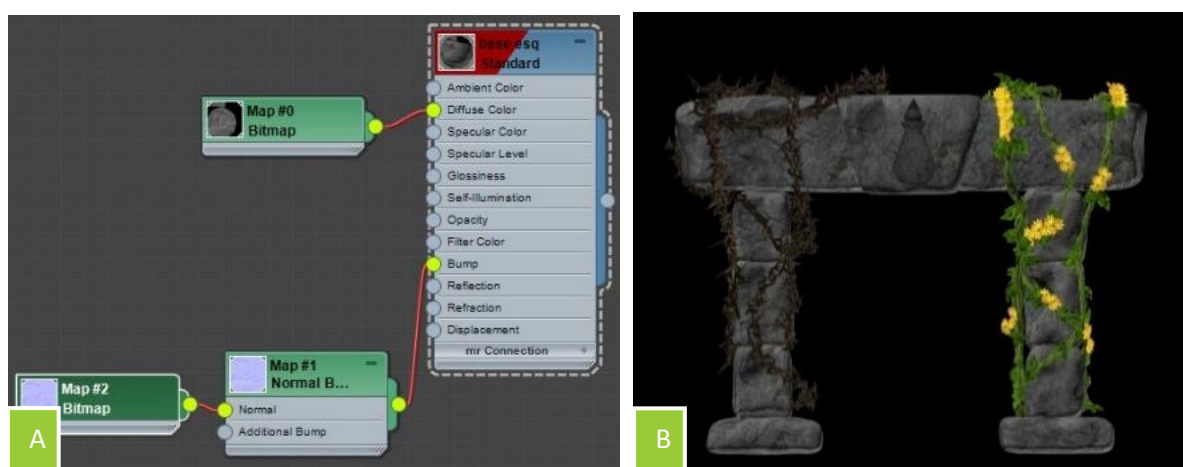 base.esq
Standard
Ambient Color
Map #0
Bitmap
Diffuse Color
Specular Color
Specular Level
Glossiness
Self-Illumination
Opacity
Filter Color
Bump
Reflection
Refraction
Displacement
mr Connection
Map #1
Normal B...
Map #2
Bitmap
Normal
Additional Bump
A
B